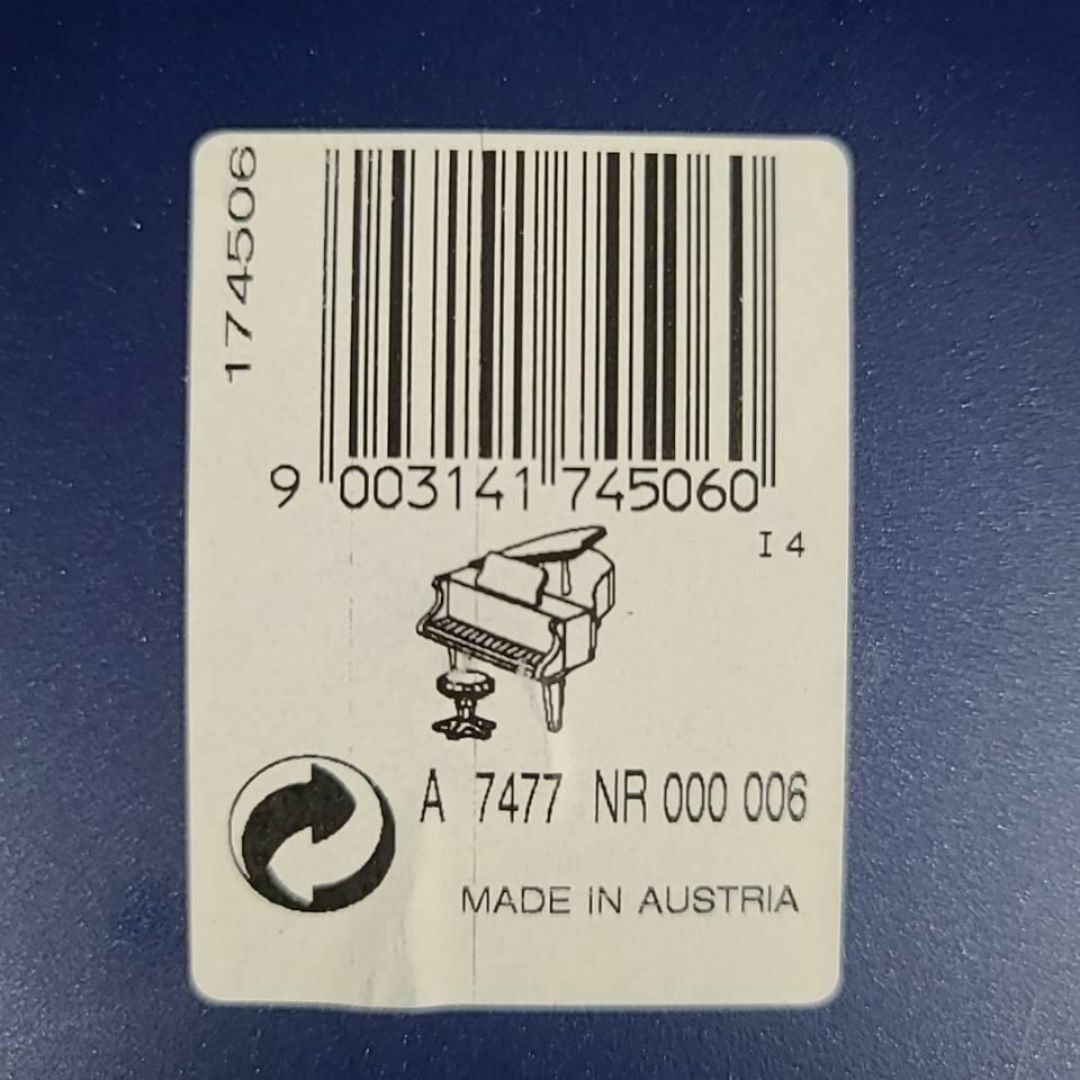 174506
9 003141 745060
I 4
A 7477 NR 000 006
MADE IN AUSTRIA